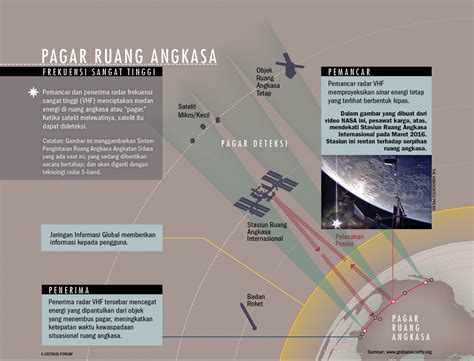 PAGAR RUANG ANGKASA
FREKUENSI SANGAT TINGGI
Pemancar dan penerima radar frekuensi
sangat tinggi (VHF) menciptakan medan
energi di ruang angkasa atau “pagar.”
Ketika satelit melewatinya, satelit itu
dapat dideteksi.
Catatan: Gambar ini menggambarkan Sistem
Pengintaian Ruang Angkasa Angkatan Udara
yang ada saat ini, yang sedang dihentikan
secara bertahap; dan akan diganti dengan
teknologi radar S-band.
Objek
Ruang
Angkasa
Tetap
Satelit
Mikro/Kecil
PAGAR DETEKSI
PEMANCAR
Pemancar radar VHF
memproyeksikan sinar energi tetap
yang terlihat berbentuk kipas.
Dalam gambar yang dibuat dari
video NASA ini, pesawat kargo, atas,
mendekati Stasiun Ruang Angkasa
Internasional pada Maret 2016.
Stasiun ini rentan terhadap serpihan
ruang angkasa.
THE ASSOCIATED PRESS
Stasiun Ruang
Angkasa
Internasional
Pelacakan
Presisi
Jaringan Informasi Global memberikan
informasi kepada pengguna.
PENERIMA
Penerima radar VHF tersebar mencegat
energi yang dipantulkan dari objek
yang menembus pagar, meningkatkan
ketepatan waktu kewaspadaan
situasional ruang angkasa.
Badan
Roket
PAGAR
RUANG
ANGKASA
ILUSTRASI FORUM
Sumber: www.globalsecurity.org